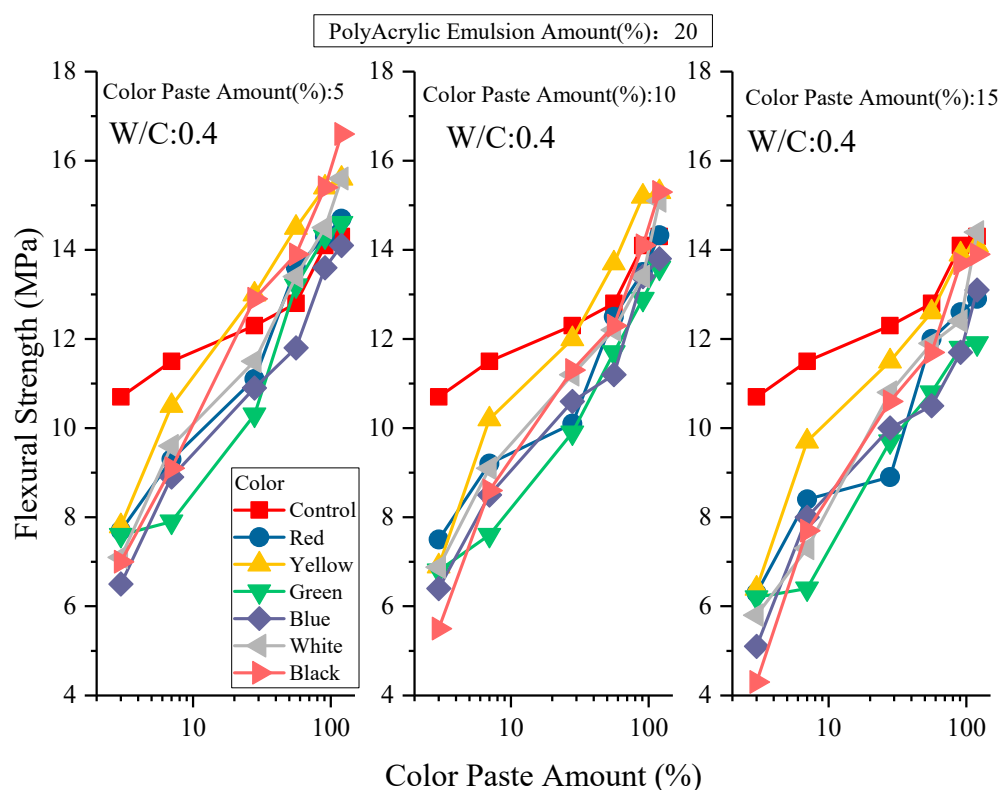 PolyAcrylic Emulsion Amount(%)：20
Color Paste Amount(%):5
W/C:0.4
Color Paste Amount(%):10
W/C:0.4
Color Paste Amount(%):15
W/C:0.4
Flexural Strength (MPa)
18
16
14
12
10
8
6
4
18
16
14
12
10
8
6
4
18
16
14
12
10
8
6
4
Color
Control
Red
Yellow
Green
Blue
White
Black
10
100
10
100
10
100
Color Paste Amount (%)